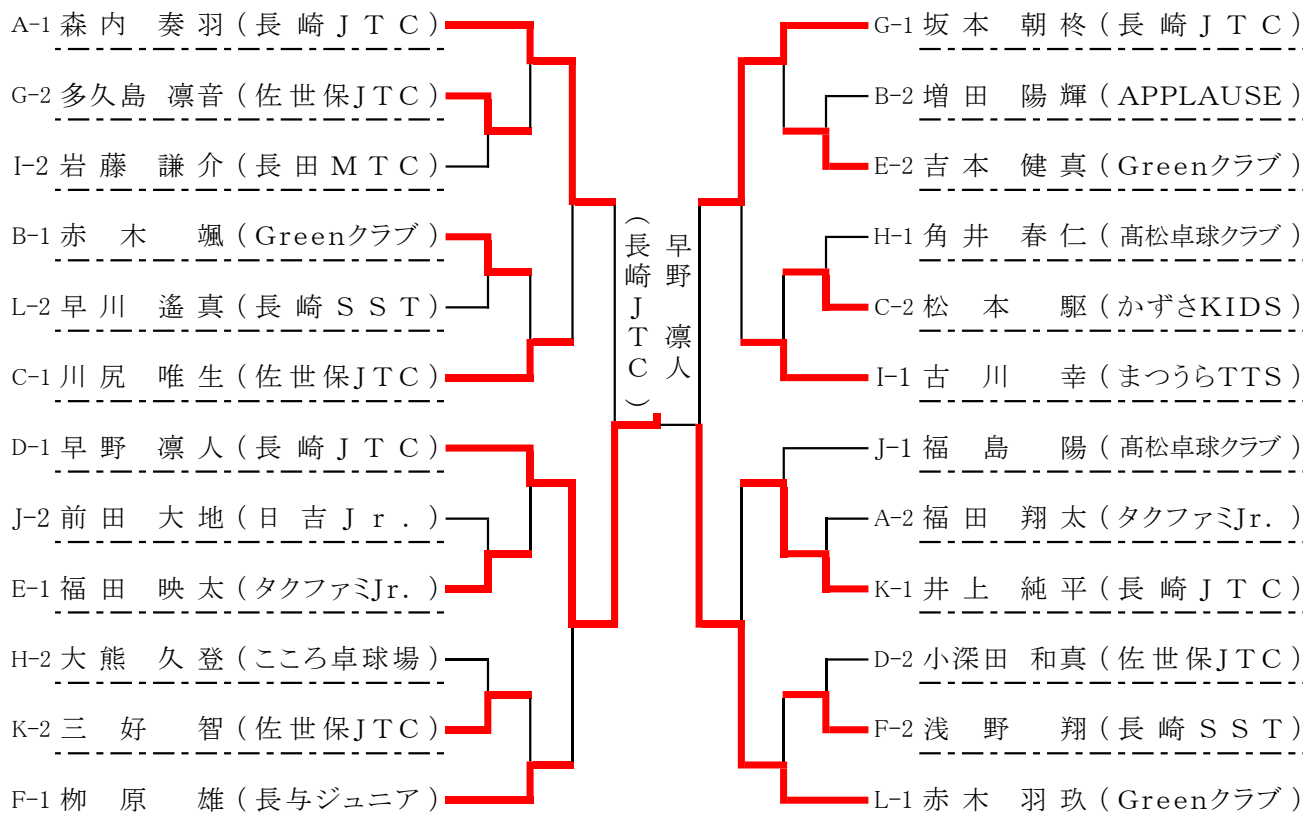 A-1 森内 奏羽 (長崎JTC)
G-2 多久島 凛音 (佐世保JTC)
I-2 岩藤 謙介 (長田MTC)
B-1 赤木 颯 (Greenクラブ)
L-2 早川 遙真 (長崎SST)
C-1 川尻 唯生 (佐世保JTC)
D-1 早野 凛人 (長崎JTC)
J-2 前田 大地 (日吉Jr.)
E-1 福田 映太 (タクファミJr.)
H-2 大熊 久登 (こころ卓球場)
K-2 三好 智 (佐世保JTC)
F-1 栁原 雄 (長与ジュニア)
早野 凛人
(長崎JTC)
G-1 坂本 朝柊 (長崎JTC)
B-2 増田 陽輝 (APPLAUSE)
E-2 吉本 健真 (Greenクラブ)
H-1 角井 春仁 (髙松卓球クラブ)
C-2 松本 駆 (かずさKIDS)
I-1 古川 幸 (まつうらTTS)
J-1 福島 陽 (髙松卓球クラブ)
A-2 福田 翔太 (タクファミJr.)
K-1 井上 純平 (長崎JTC)
D-2 小深田 和真 (佐世保JTC)
F-2 浅野 翔 (長崎SST)
L-1 赤木 羽玖 (Greenクラブ)